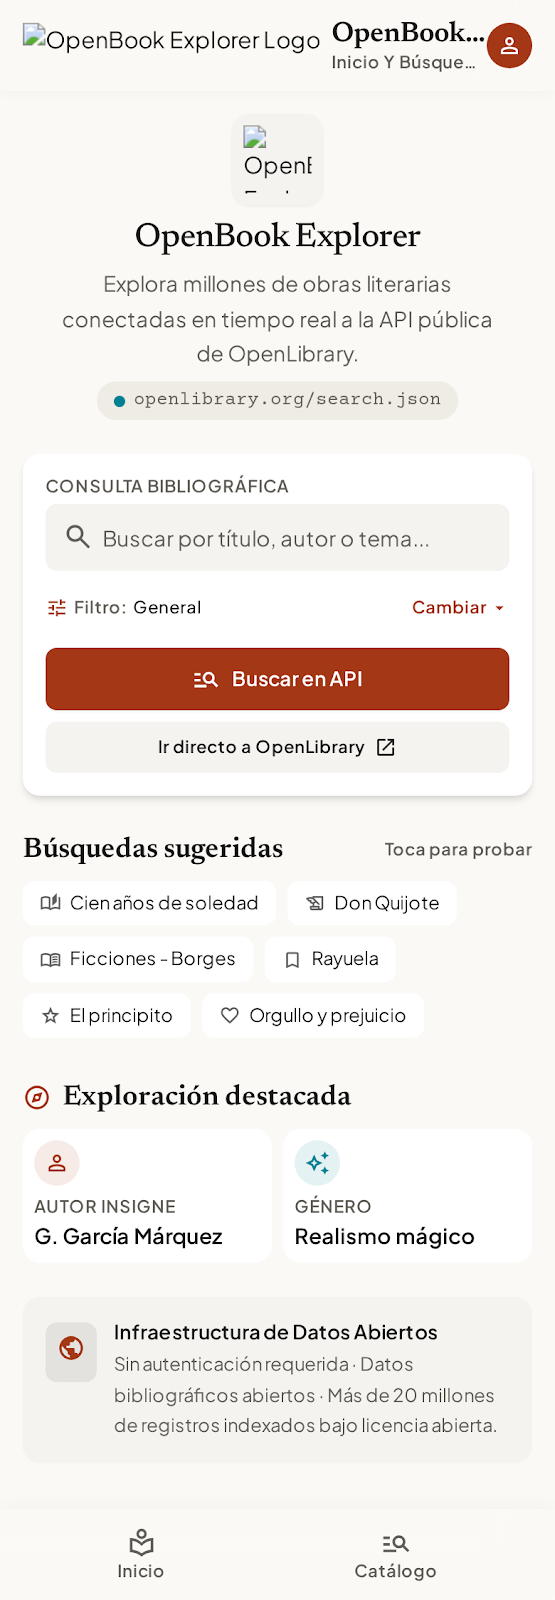 OpenBook Explorer Logo
OpenBook...
Inicio Y Búsque...
OpenBook Explorer
Explora millones de obras literarias
conectadas en tiempo real a la API pública
de OpenLibrary.
openlibrary.org/search.json
CONSULTA BIBLIOGRÁFICA
Buscar por título, autor o tema...
Filtro: General
Cambiar
Buscar en API
Ir directo a OpenLibrary
Búsquedas sugeridas
Toca para probar
Cien años de soledad
Don Quijote
Ficciones - Borges
Rayuela
El principito
Orgullo y prejuicio
Exploración destacada
AUTOR INSIGNE
G. García Márquez
GÉNERO
Realismo mágico
Infraestructura de Datos Abiertos
Sin autenticación requerida · Datos
bibliográficos abiertos · Más de 20 millones
de registros indexados bajo licencia abierta.
Inicio
Catálogo